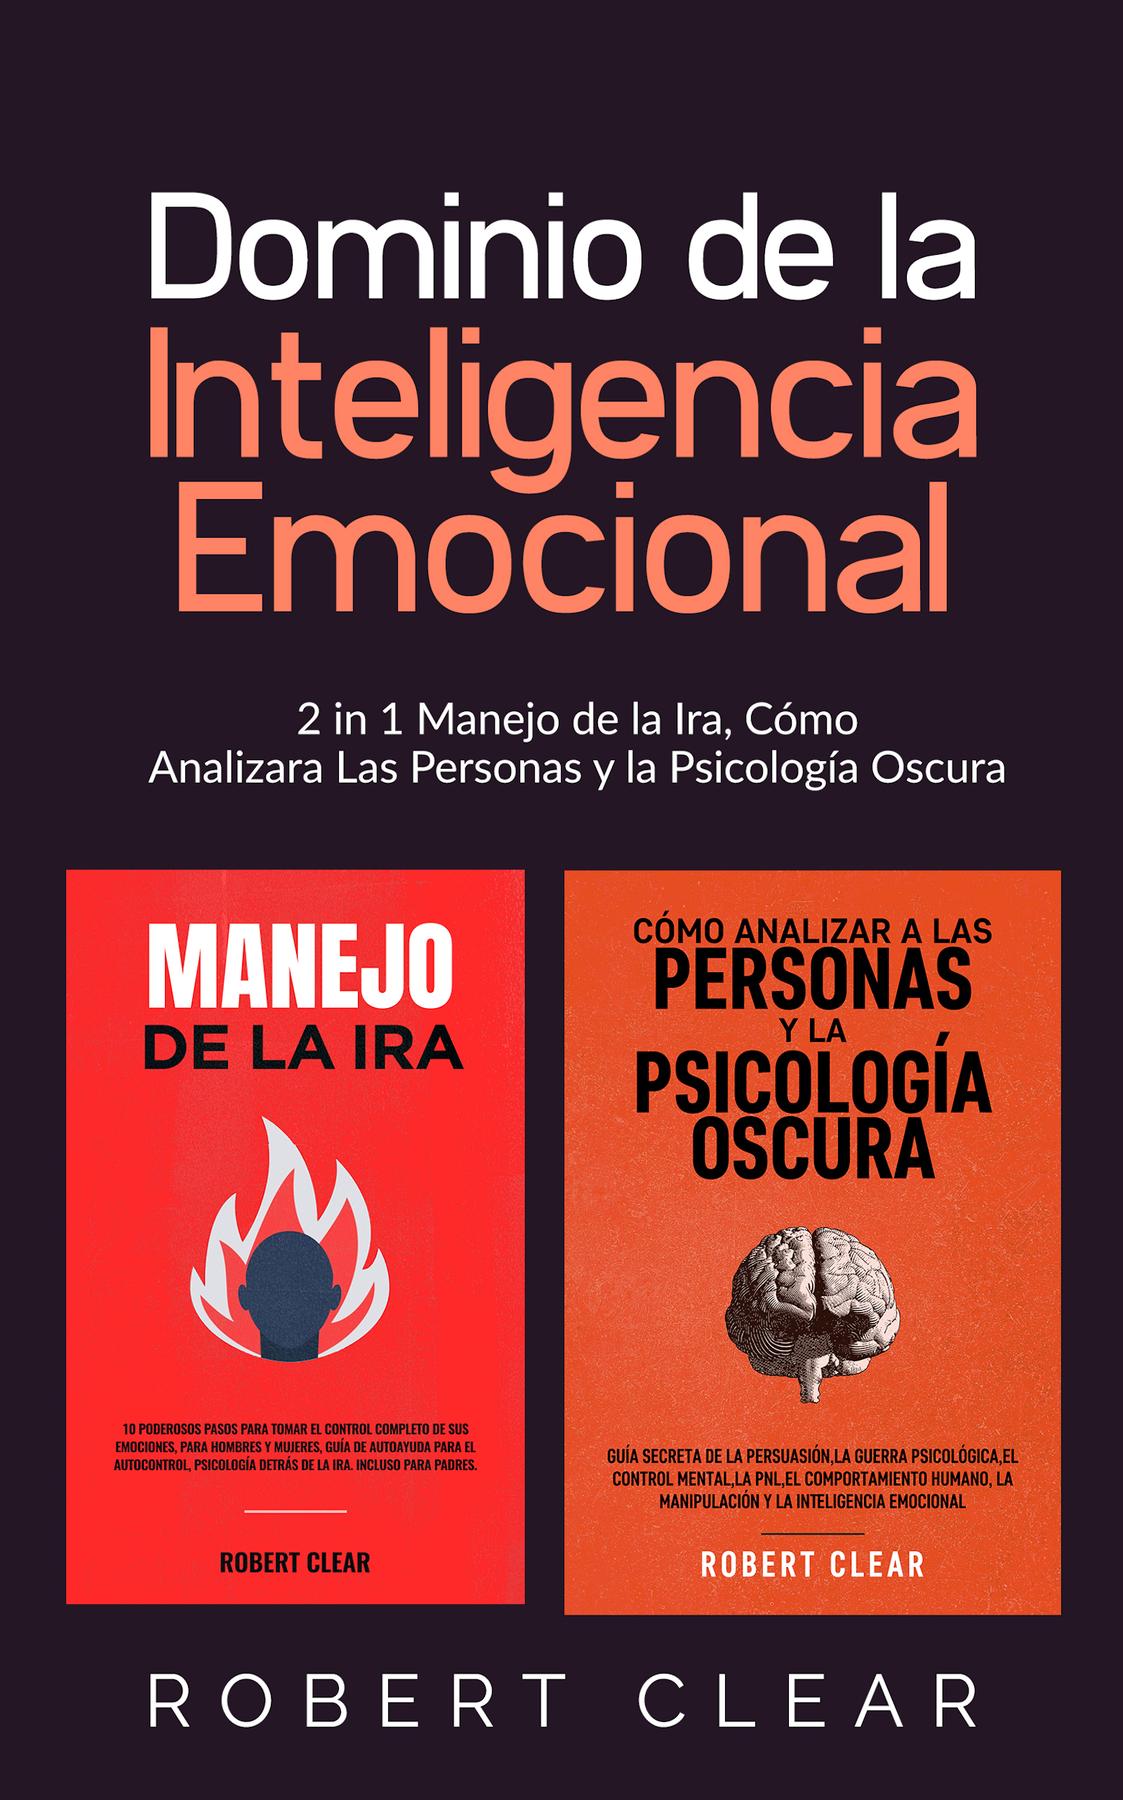 Dominio de la
Inteligencia
Emocional
2 in 1 Manejo de la Ira, Cómo
Analizara Las Personas y la Psicología Oscura
MANEJO
DE LA IRA
10 PODEROSOS PASOS PARA TOMAR EL CONTROL COMPLETO DE SUS
EMOCIONES, PARA HOMBRES Y MUJERES, GUÍA DE AUTOAYUDA PARA EL
AUTOCONTROL, PSICOLOGÍA DETRÁS DE LA IRA. INCLUSO PARA PADRES.
ROBERT CLEAR
CÓMO ANALIZAR A LAS
PERSONAS
Y LA
PSICOLOGÍA
OSCURA
GUÍA SECRETA DE LA PERSUASIÓN,LA GUERRA PSICOLÓGICA,EL
CONTROL MENTAL,LA PNL,EL COMPORTAMIENTO HUMANO, LA
MANIPULACIÓN Y LA INTELIGENCIA EMOCIONAL
ROBERT CLEAR
ROBERT CLEAR